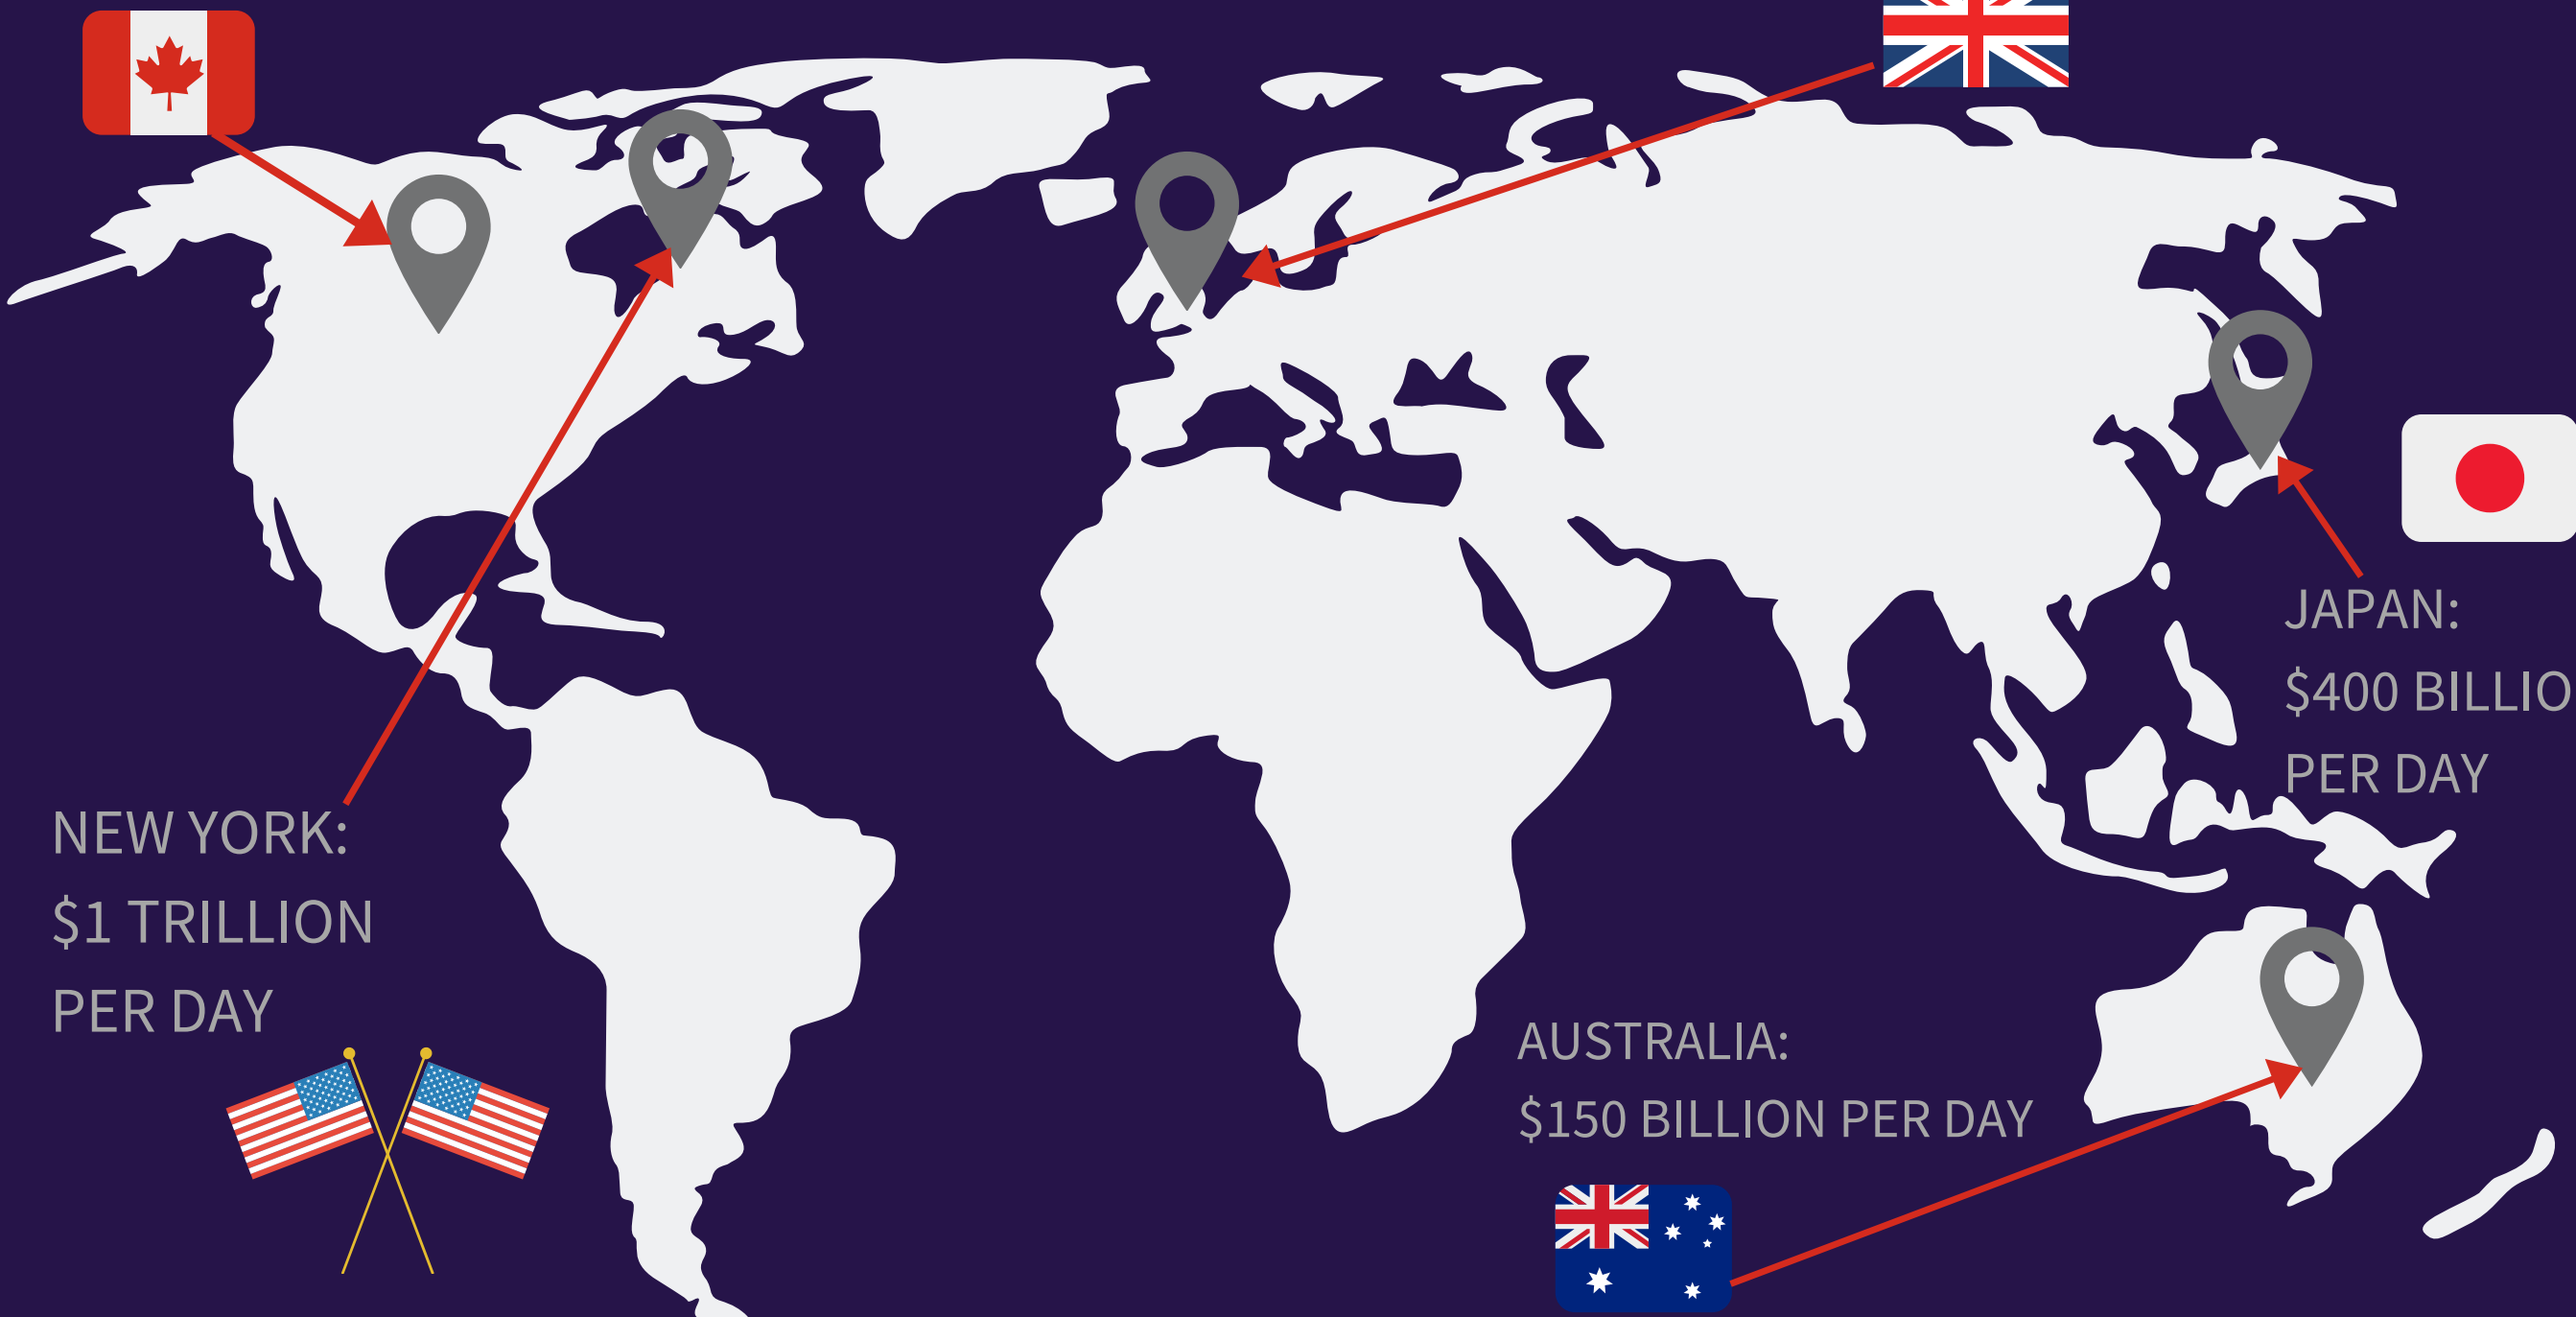 JAPAN:
$400 BILLIO
PER DAY
NEW YORK:
$1 TRILLION
PER DAY
AUSTRALIA:
$150 BILLION PER DAY